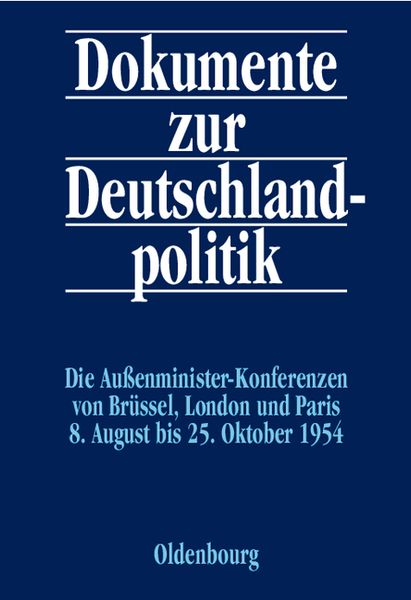 Dokumente
zur
Deutschland-
politik
Die Außenminister-Konferenzen
von Brüssel, London und Paris
8. August bis 25. Oktober 1954
Oldenbourg